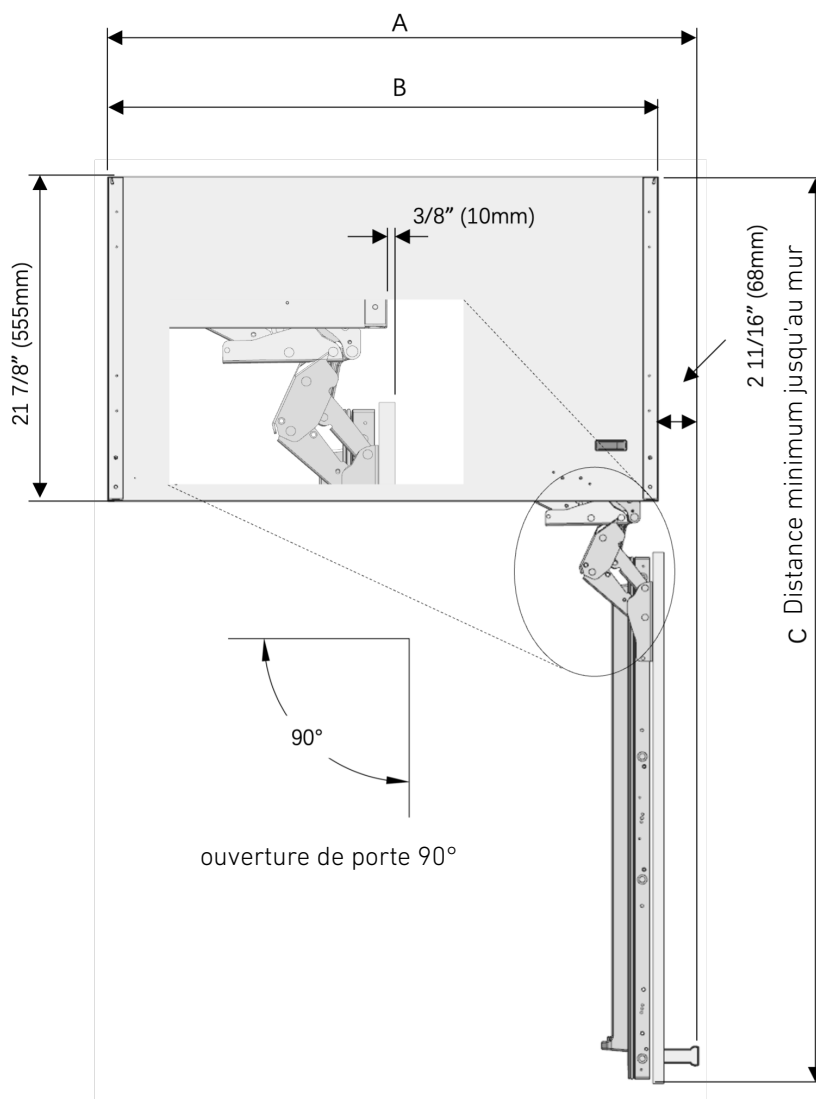 A
B
3/8” (10mm)
21 7/8” (555mm)
2 11/16” (68mm)
C Distance minimum jusqu'au mur
90°
ouverture de porte 90°